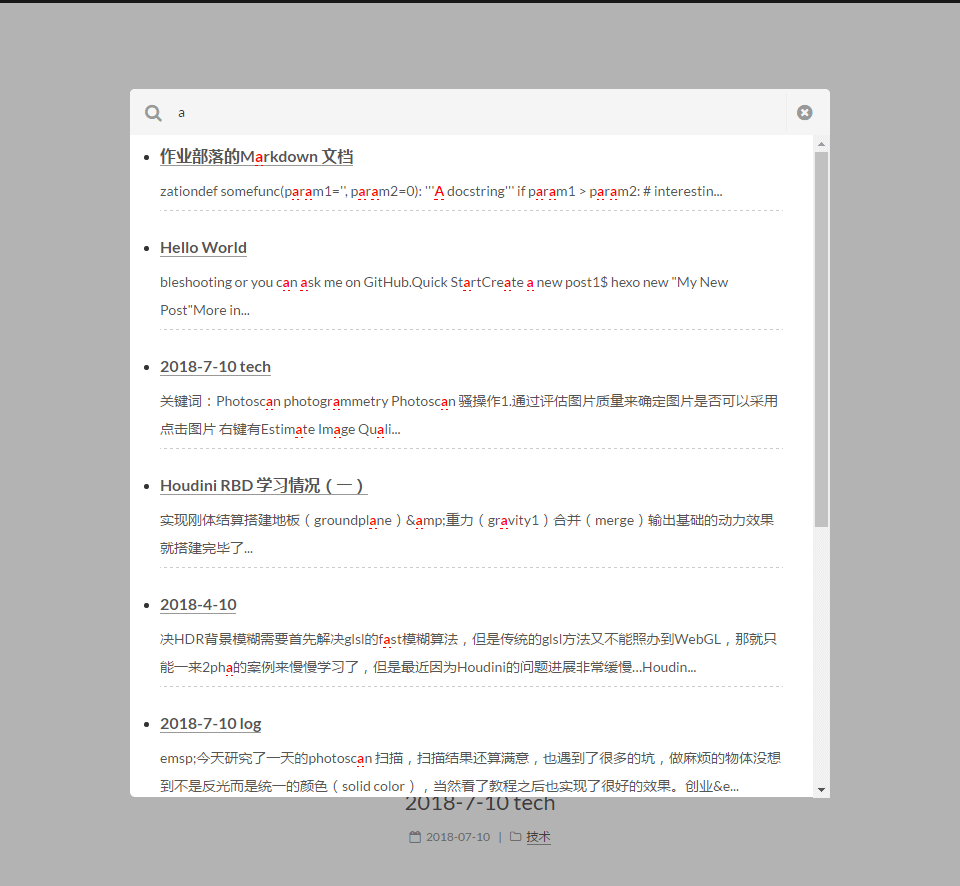 a
作业部落的Markdown 文档
zationdef somefunc(param1='', param2=0): '''A docstring''' if param1 > param2: # interestin...
Hello World
bleshooting or you can ask me on GitHub.Quick StartCreate a new post1$ hexo new "My New
Post"More in...
2018-7-10 tech
关键词：Photoscan photogrammetry Photoscan 骚操作1.通过评估图片质量来确定图片是否可以采用
点击图片 右键有Estimate Image Quali...
Houdini RBD 学习情况（一）
实现刚体结算搭建地板（groundplane）&amp;重力（gravity1）合并（merge）输出基础的动力效果
就搭建完毕了...
2018-4-10
决HDR背景模糊需要首先解决glsl的fast模糊算法，但是传统的glsl方法又不能照办到WebGL，那就只
能一来2pha的案例来慢慢学习了，但是最近因为Houdini的问题进展非常缓慢...Houdin...
2018-7-10 log
emsp;今天研究了一天的photoscan 扫描，扫描结果还算满意，也遇到了很多的坑，做麻烦的物体没想
到不是反光而是统一的颜色（solid color），当然看了教程之后也实现了很好的效果。创业&e...
2018-7-10 tech
2018-07-10 | 技术